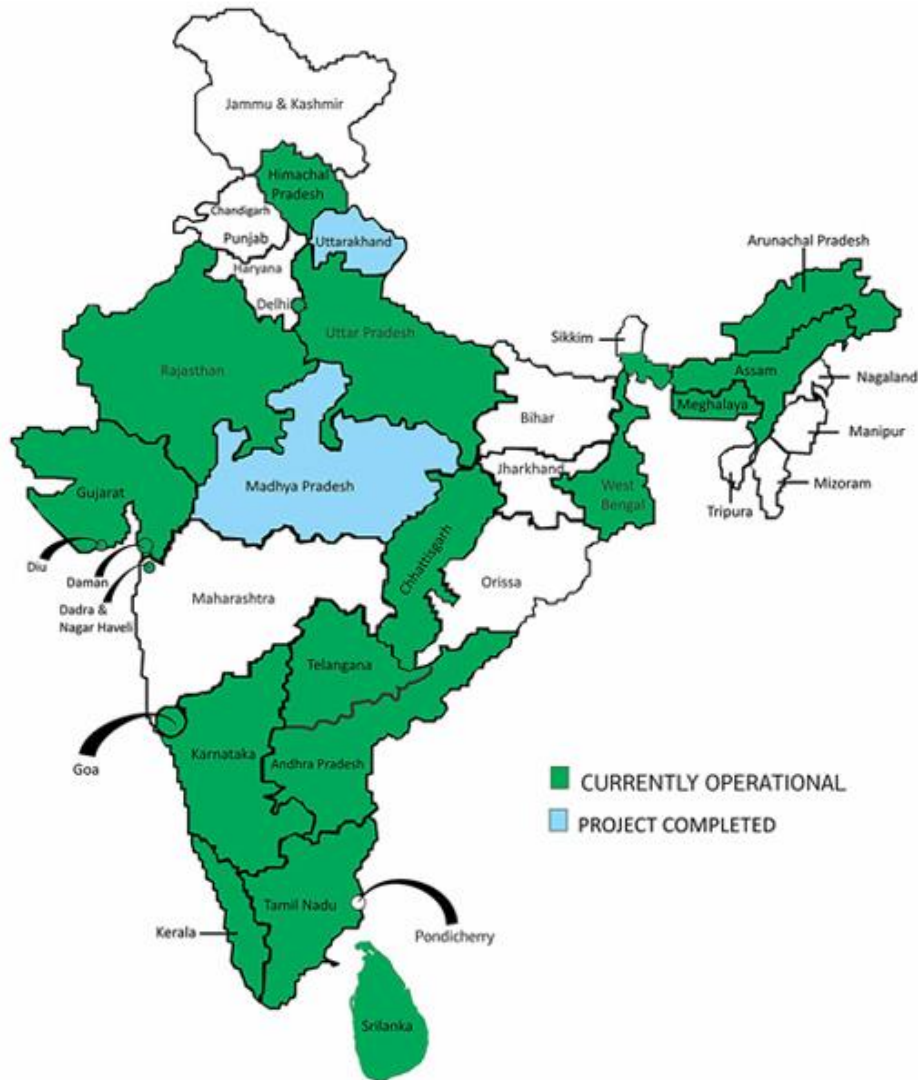 Jammu & Kashmir
Himachal
Pradesh
Chandigarh
Punjab
Uttarakhand
Haryana
Delhi
Arunachal Pradesh
Uttar Pradesh
Sikkim
Rajasthan
Assam
Nagaland
Meghalaya
Bihar
Manipur
Jharkhand
Gujarat
Madhya Pradesh
West
Bengal
Mizoram
Tripura
Diu
Daman
Chhattisgarh
Orissa
Maharashtra
Dadra &
Nagar Haveli
Telangana
Karnataka
Goa
Andhra Pradesh
CURRENTLY OPERATIONAL
PROJECT COMPLETED
Tamil Nadu
Kerala
Pondicherry
Srilanka